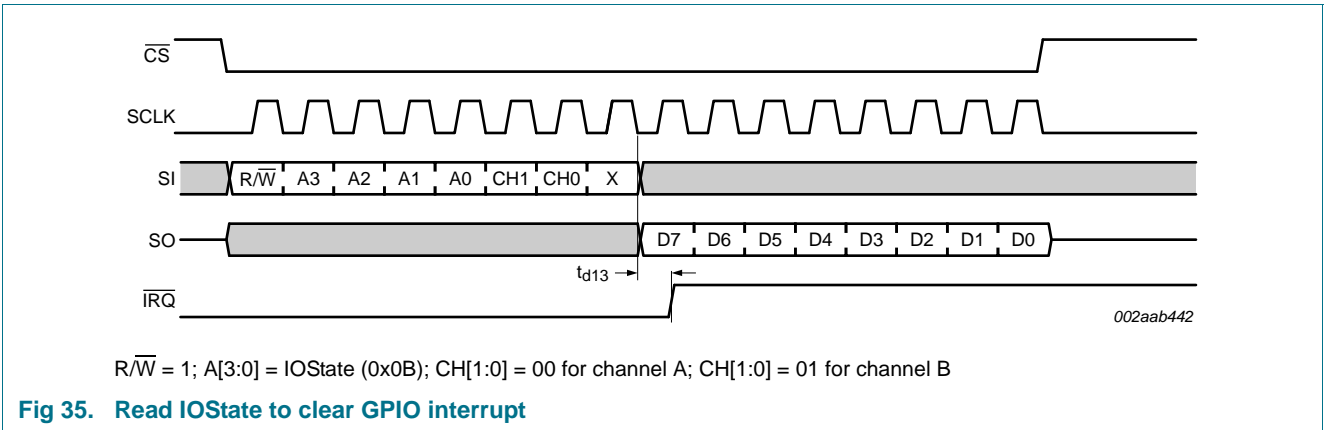 CS
SCLK
SI R/W A3 A2 A1 A0 CH1 CH0 X
SO D7 D6 D5 D4 D3 D2 D1 D0
td13
IRQ
002aab442
R/W = 1; A[3:0] = IOState (0x0B); CH[1:0] = 00 for channel A; CH[1:0] = 01 for channel B
Fig 35. Read IOState to clear GPIO interrupt